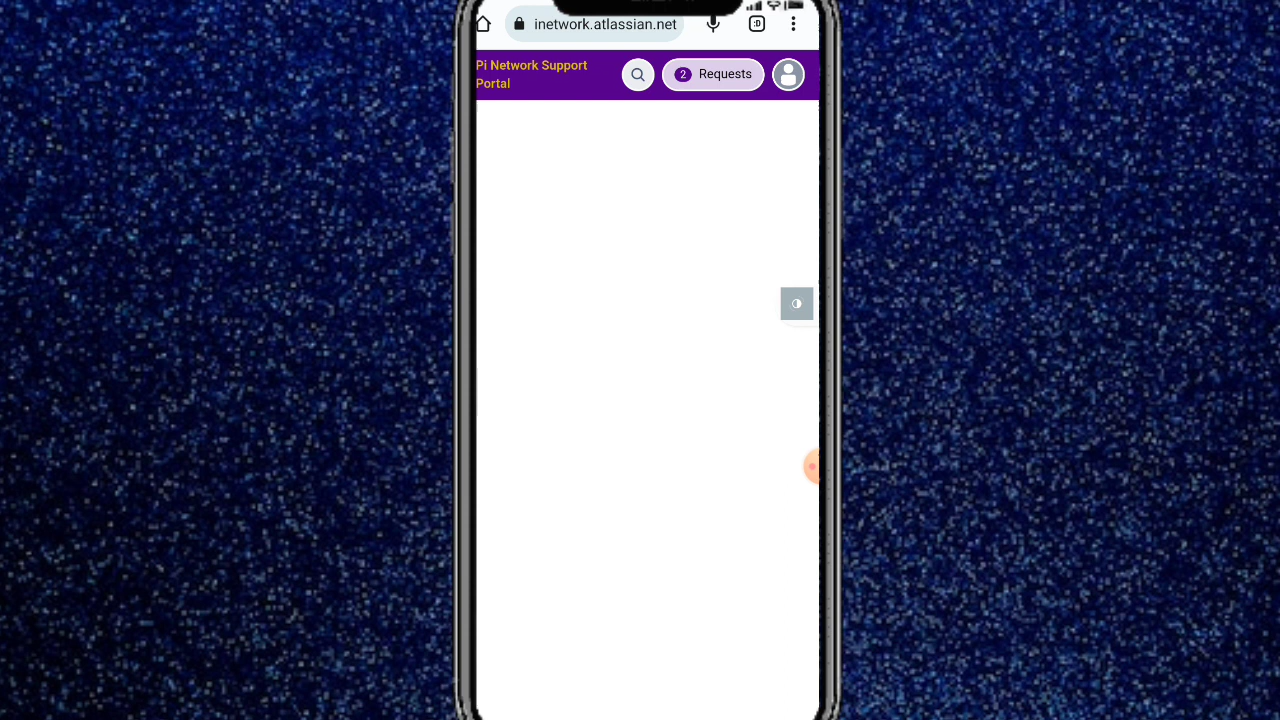 inetwork.atlassian.net
:D
Pi Network Support
Portal
2 Requests